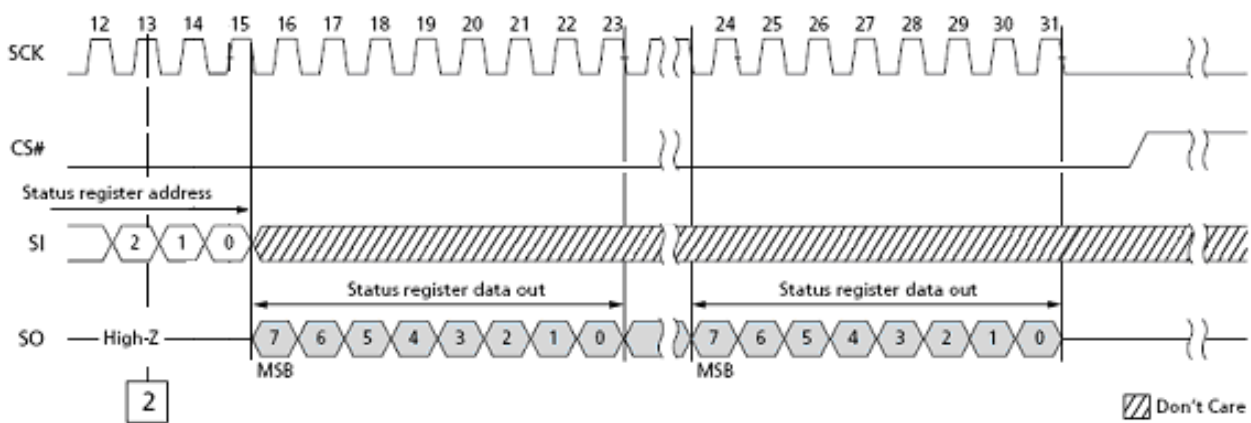 12 13 14 15 16 17 18 19 20 21 22 23 24 25 26 27 28 29 30 31
SCK
CS#
Status register address
SI 2 1 0
Status register data out Status register data out
SO High-Z 7 6 5 4 3 2 1 0 7 6 5 4 3 2 1 0
MSB MSB
2
Don't Care